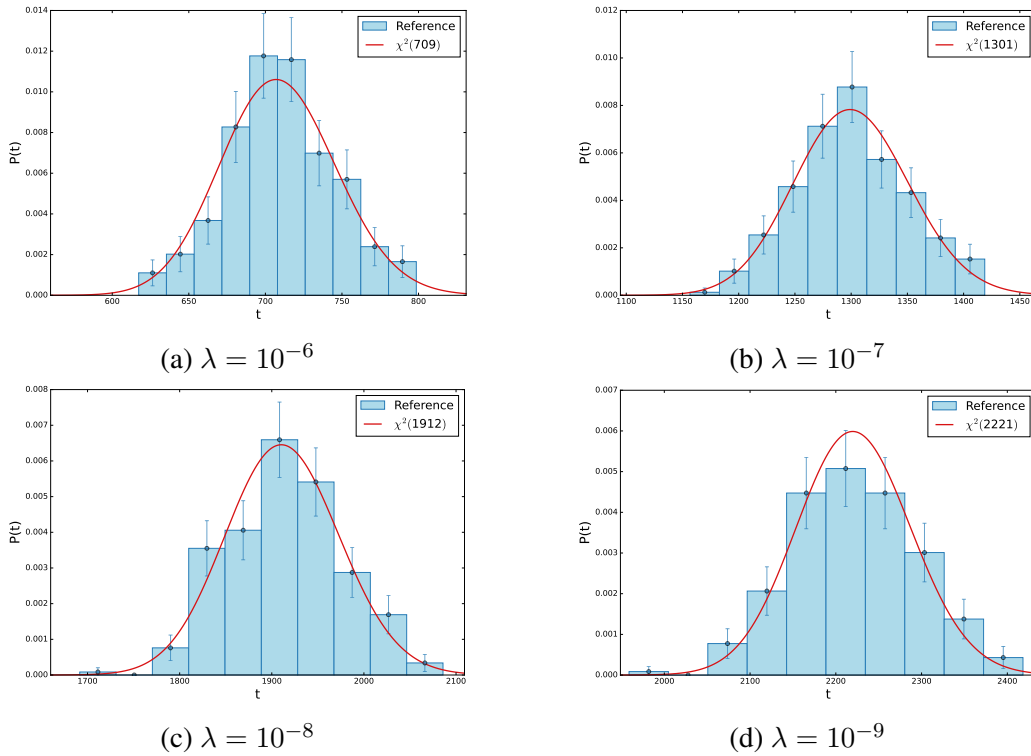 0.014
0.012
0.010
0.008
0.006
0.004
0.002
0.000
P(t)
600 650 700 750 800
t
Reference
χ²(709)
(a) λ = 10⁻⁶
0.012
0.010
0.008
0.006
0.004
0.002
0.000
P(t)
1100 1150 1200 1250 1300 1350 1400 1450
t
Reference
χ²(1301)
(b) λ = 10⁻⁷
0.008
0.007
0.006
0.005
0.004
0.003
0.002
0.001
0.000
P(t)
1700 1800 1900 2000 2100
t
Reference
χ²(1912)
(c) λ = 10⁻⁸
0.007
0.006
0.005
0.004
0.003
0.002
0.001
0.000
P(t)
2000 2100 2200 2300 2400
t
Reference
χ²(2221)
(d) λ = 10⁻⁹